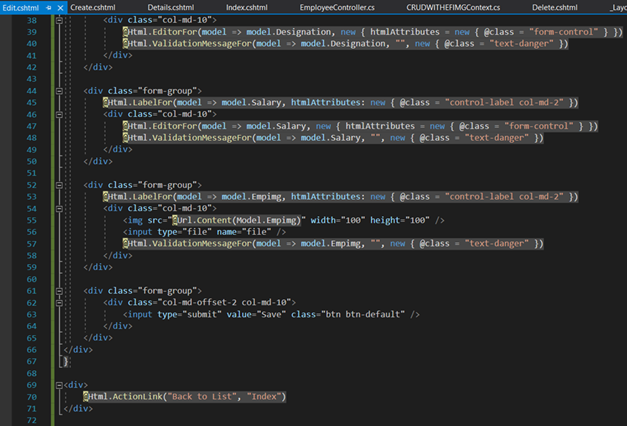 Edit.cshtml Create.cshtml Details.cshtml Index.cshtml EmployeeController.cs CRUDWITHEFIMGContext.cs Delete.cshtml _Layo
38 <div class="col-md-10">
39 @Html.EditorFor(model => model.Designation, new { htmlAttributes = new { @class = "form-control" } })
40 @Html.ValidationMessageFor(model => model.Designation, "", new { @class = "text-danger" })
41 </div>
42 </div>
43
44 <div class="form-group">
45 @Html.LabelFor(model => model.Salary, htmlAttributes: new { @class = "control-label col-md-2" })
46 <div class="col-md-10">
47 @Html.EditorFor(model => model.Salary, new { htmlAttributes = new { @class = "form-control" } })
48 @Html.ValidationMessageFor(model => model.Salary, "", new { @class = "text-danger" })
49 </div>
50 </div>
51
52 <div class="form-group">
53 @Html.LabelFor(model => model.Empimg, htmlAttributes: new { @class = "control-label col-md-2" })
54 <div class="col-md-10">
55 <img src="@Url.Content(Model.Empimg)" width="100" height="100" />
56 <input type="file" name="file" />
57 @Html.ValidationMessageFor(model => model.Empimg, "", new { @class = "text-danger" })
58 </div>
59 </div>
60
61 <div class="form-group">
62 <div class="col-md-offset-2 col-md-10">
63 <input type="submit" value="Save" class="btn btn-default" />
64 </div>
65 </div>
66 </div>
67 }
68
69 <div>
70 @Html.ActionLink("Back to List", "Index")
71 </div>
72